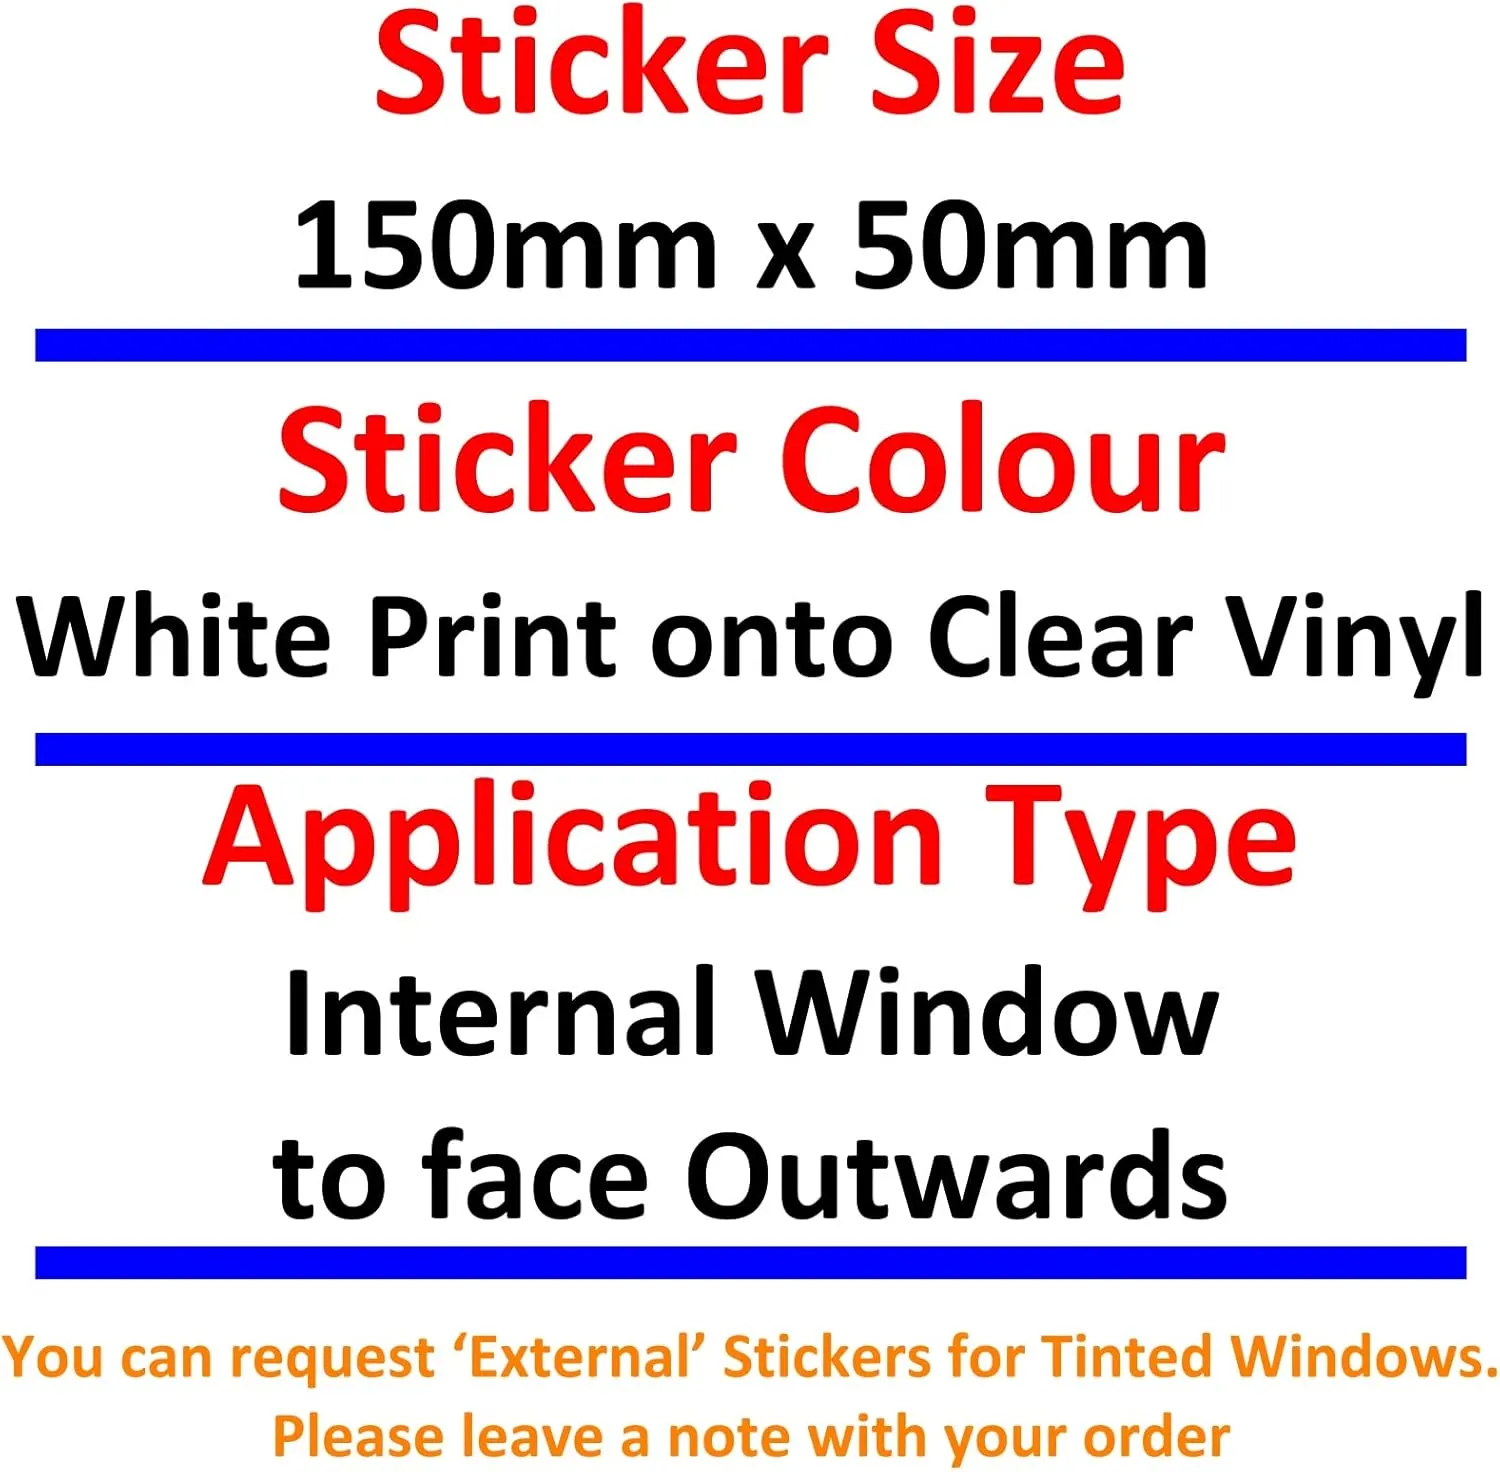 Sticker Size
150mm x 50mm
Sticker Colour
White Print onto Clear Vinyl
Application Type
Internal Window
to face Outwards
You can request ‘External’ Stickers for Tinted Windows.
Please leave a note with your order